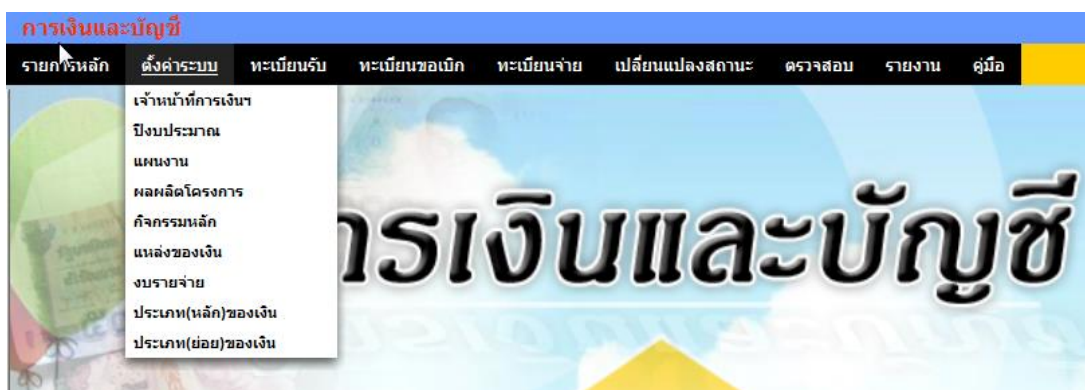 การเงินและบัญชี
รายการหลัก ตั้งค่าระบบ ทะเบียนรับ ทะเบียนขอเบิก ทะเบียนจ่าย เปลี่ยนแปลงสถานะ ตรวจสอบ รายงาน คู่มือ
เจ้าหน้าที่การเงินฯ
ปีงบประมาณ
แผนงาน
ผลผลิตโครงการ
กิจกรรมหลัก
แหล่งของเงิน
งบรายจ่าย
ประเภท(หลัก)ของเงิน
ประเภท(ย่อย)ของเงิน
การเงินและบัญชี